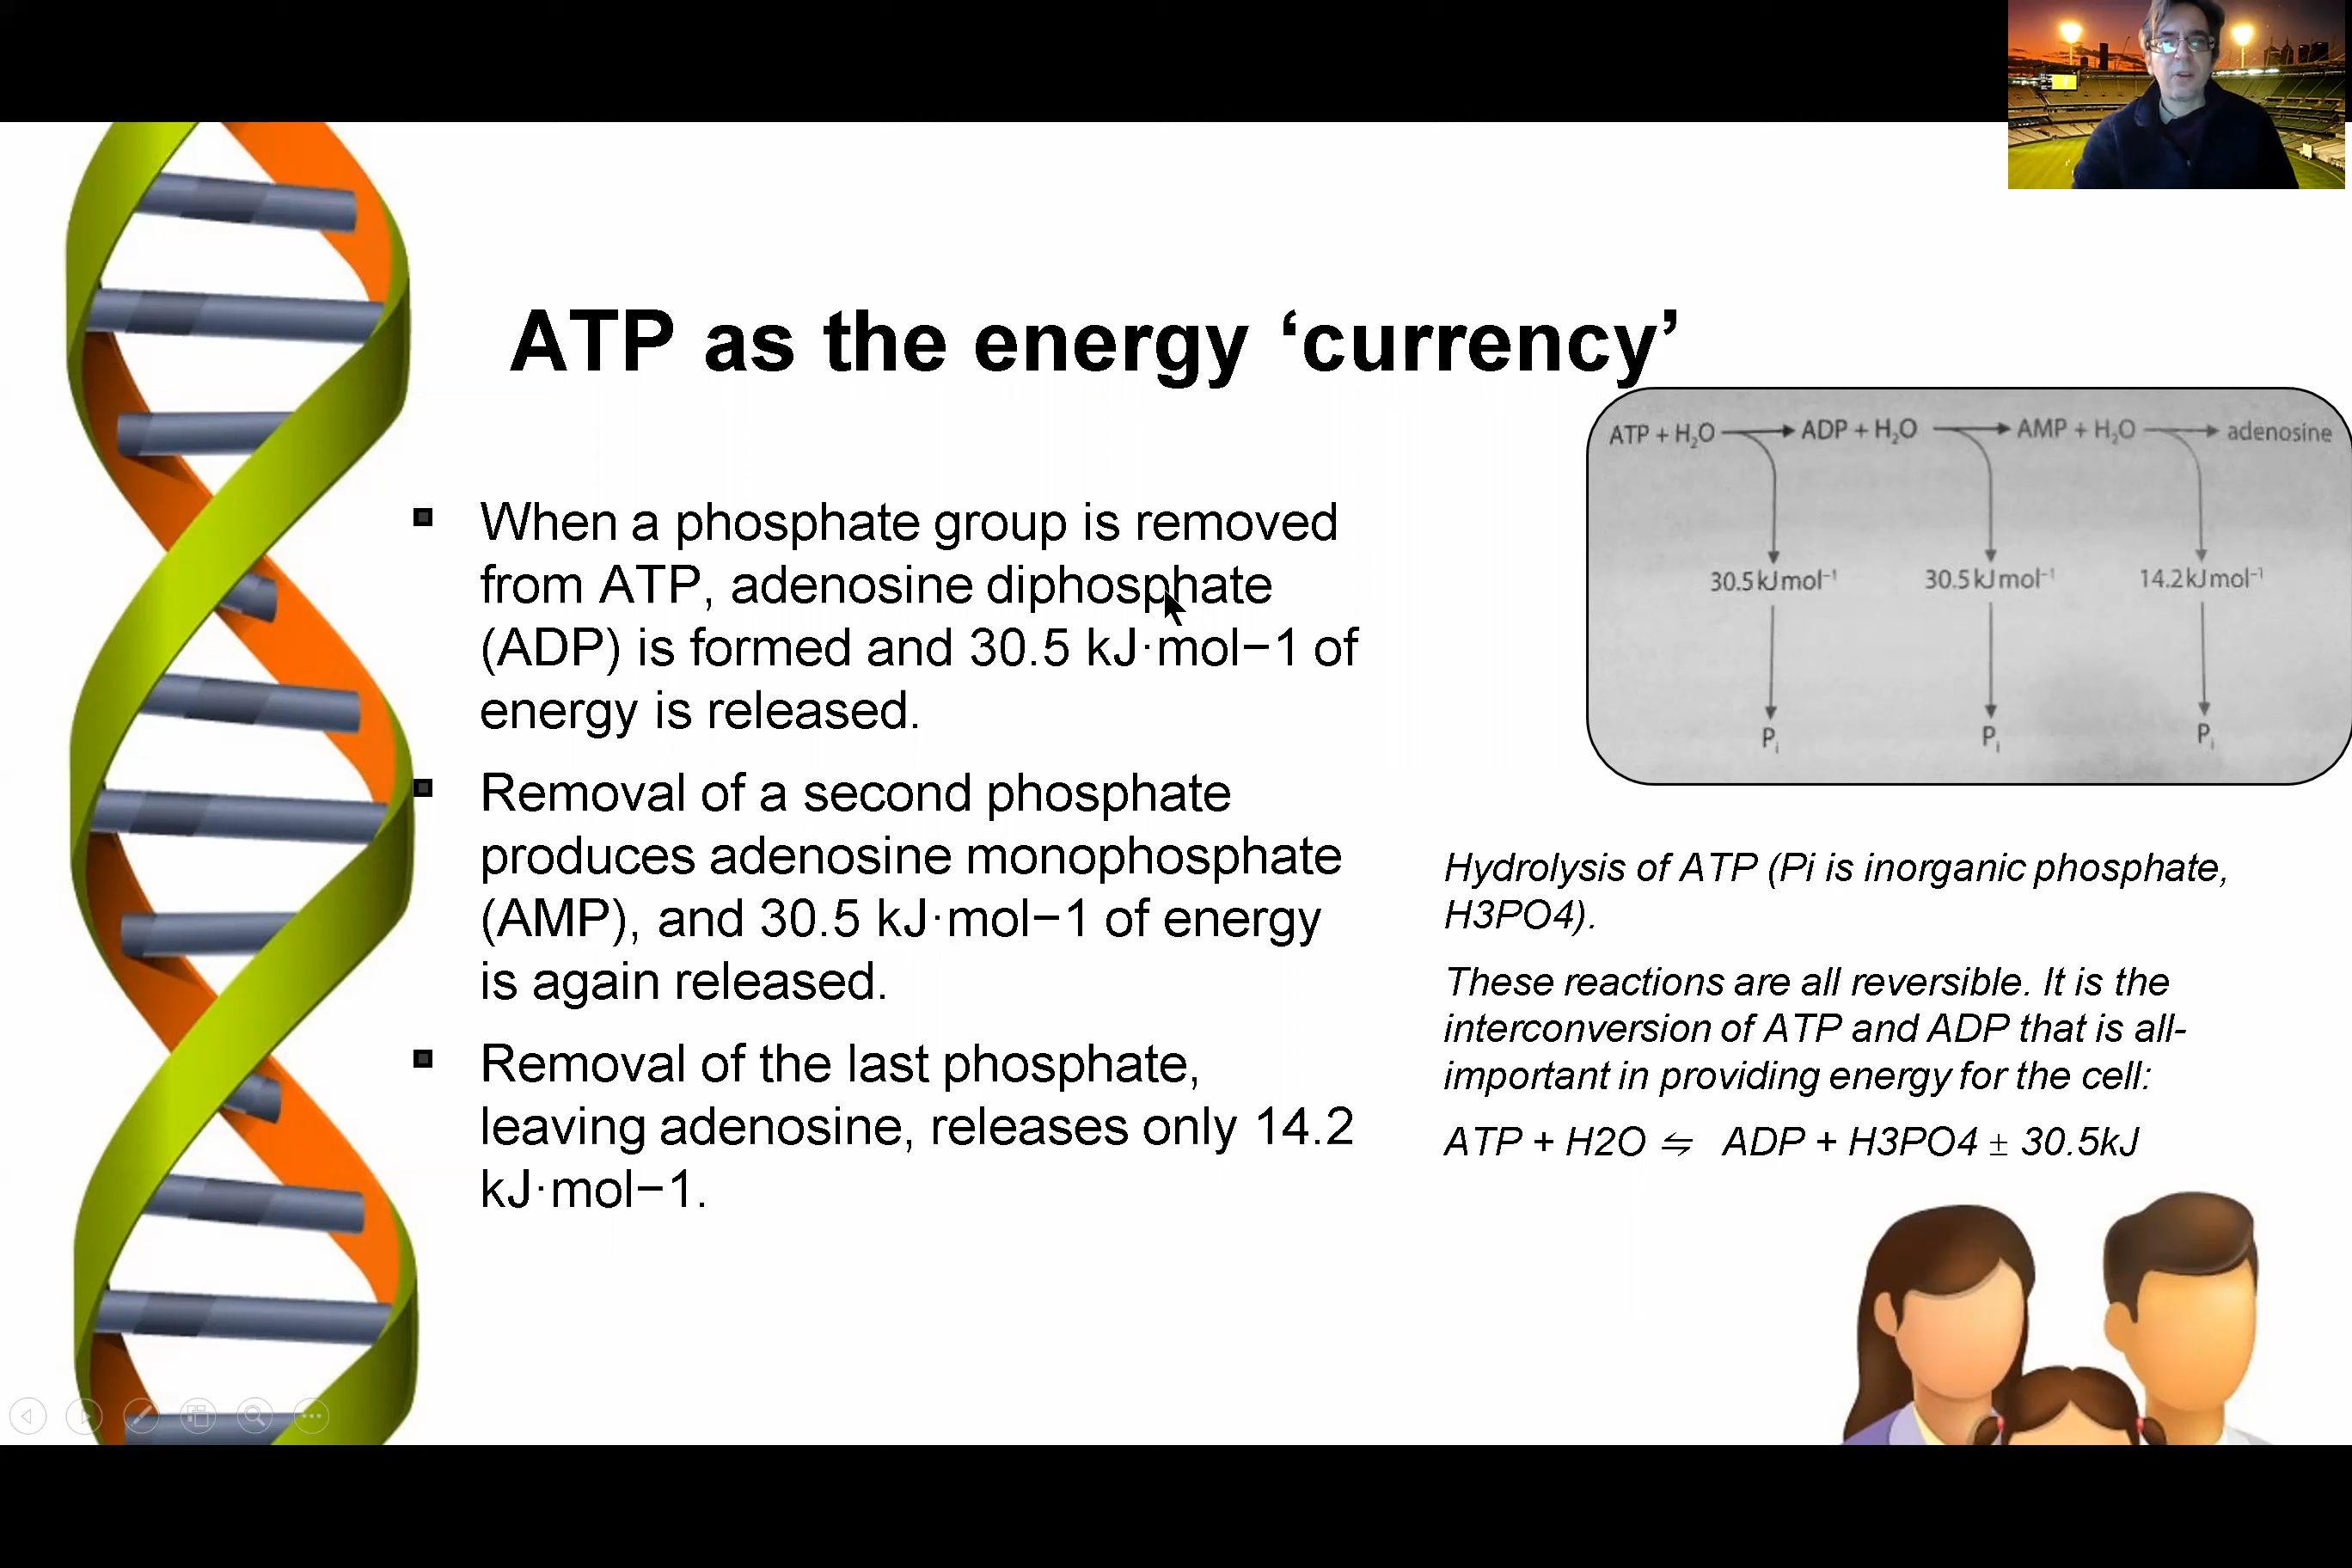 ATP as the energy ‘currency’
When a phosphate group is removed
from ATP, adenosine diphosphate
(ADP) is formed and 30.5 kJ·mol−1 of
energy is released.
Removal of a second phosphate
produces adenosine monophosphate
(AMP), and 30.5 kJ·mol−1 of energy
is again released.
Removal of the last phosphate,
leaving adenosine, releases only 14.2
kJ·mol−1.
ATP + H₂O → ADP + H₂O → AMP + H₂O → adenosine
30.5 kJ mol⁻¹ 30.5 kJ mol⁻¹ 14.2 kJ mol⁻¹
Pᵢ Pᵢ Pᵢ
Hydrolysis of ATP (Pi is inorganic phosphate,
H3PO4).
These reactions are all reversible. It is the
interconversion of ATP and ADP that is all-
important in providing energy for the cell:
ATP + H2O ⇋ ADP + H3PO4 ± 30.5kJ